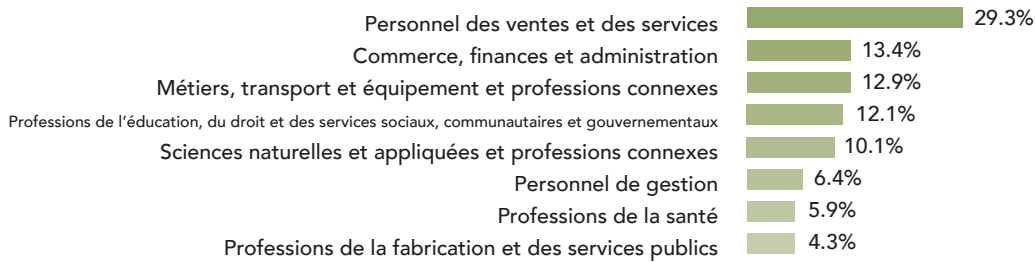 Personnel des ventes et des services 29.3%
Commerce, finances et administration 13.4%
Métiers, transport et équipement et professions connexes 12.9%
Professions de l’éducation, du droit et des services sociaux, communautaires et gouvernementaux 12.1%
Sciences naturelles et appliquées et professions connexes 10.1%
Personnel de gestion 6.4%
Professions de la santé 5.9%
Professions de la fabrication et des services publics 4.3%